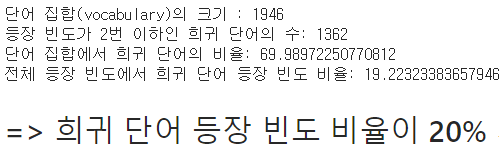 단어 집합(vocabulary)의 크기 : 1946
등장 빈도가 2번 이하인 희귀 단어의 수: 1362
단어 집합에서 희귀 단어의 비율: 69.98972250770812
전체 등장 빈도에서 희귀 단어 등장 빈도 비율: 19.22323383657946
=> 희귀 단어 등장 빈도 비율이 20%